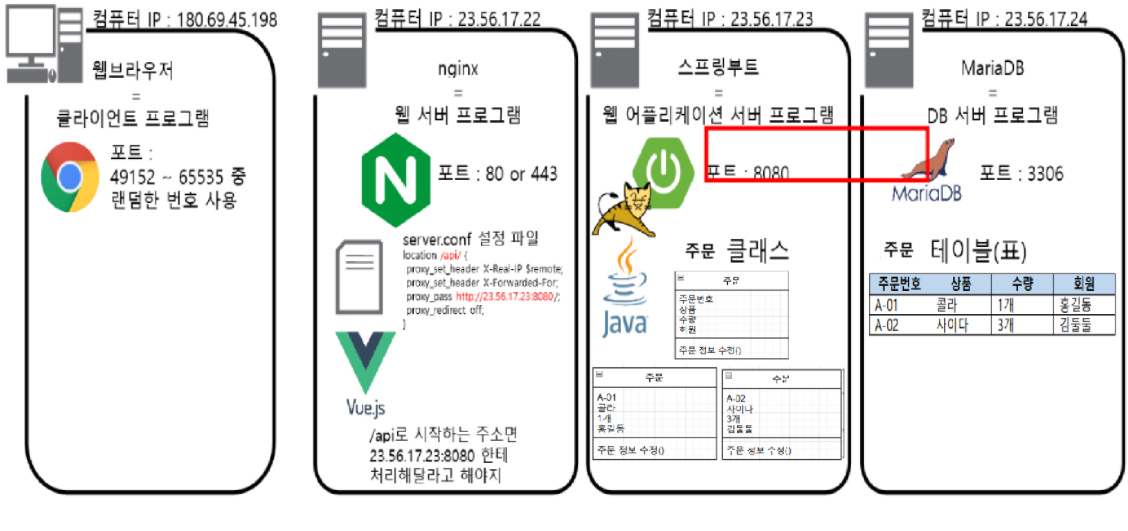 컴퓨터 IP : 180.69.45.198
웹브라우저
=
클라이언트 프로그램
포트 :
49152 ~ 65535 중
랜덤한 번호 사용
컴퓨터 IP : 23.56.17.22
nginx
=
웹 서버 프로그램
N
포트 : 80 or 443
server.conf 설정 파일
location /api/ {
proxy_set_header X-Real-IP $remote;
proxy_set_header X-Forwarded-For;
proxy_pass http://23.56.17.23:8080/;
proxy_redirect off;
}
Vue.js
/api로 시작하는 주소면
23.56.17.23:8080 한테
처리해달라고 해야지
컴퓨터 IP : 23.56.17.23
스프링부트
=
웹 어플리케이션 서버 프로그램
포트 : 8080
주문 클래스
Java
주문
주문번호
상품
수량
회원
주문 정보 수정()
주문
A-01
콜라
1개
홍길동
주문 정보 수정()
주문
A-02
사이다
3개
김둘둘
주문 정보 수정()
컴퓨터 IP : 23.56.17.24
MariaDB
=
DB 서버 프로그램
MariaDB
포트 : 3306
주문 테이블(표)
주문번호 상품 수량 회원
A-01 콜라 1개 홍길동
A-02 사이다 3개 김둘둘